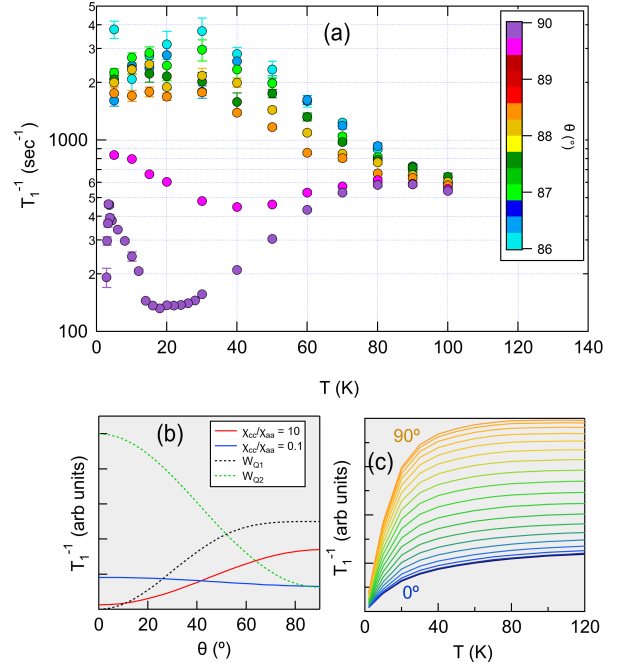 (a)
5
4
3
2
1000
6
5
4
3
2
100
0
20
40
60
80
100
120
140
T (K)
T₁⁻¹ (sec⁻¹)
90
89
88
87
86
θ (º)
(b)
χcc/χaa = 10
χcc/χaa = 0.1
WQ1
WQ2
T₁⁻¹ (arb units)
0
20
40
60
80
θ (º)
90º
(c)
0º
T₁⁻¹ (arb units)
0
40
80
120
T (K)